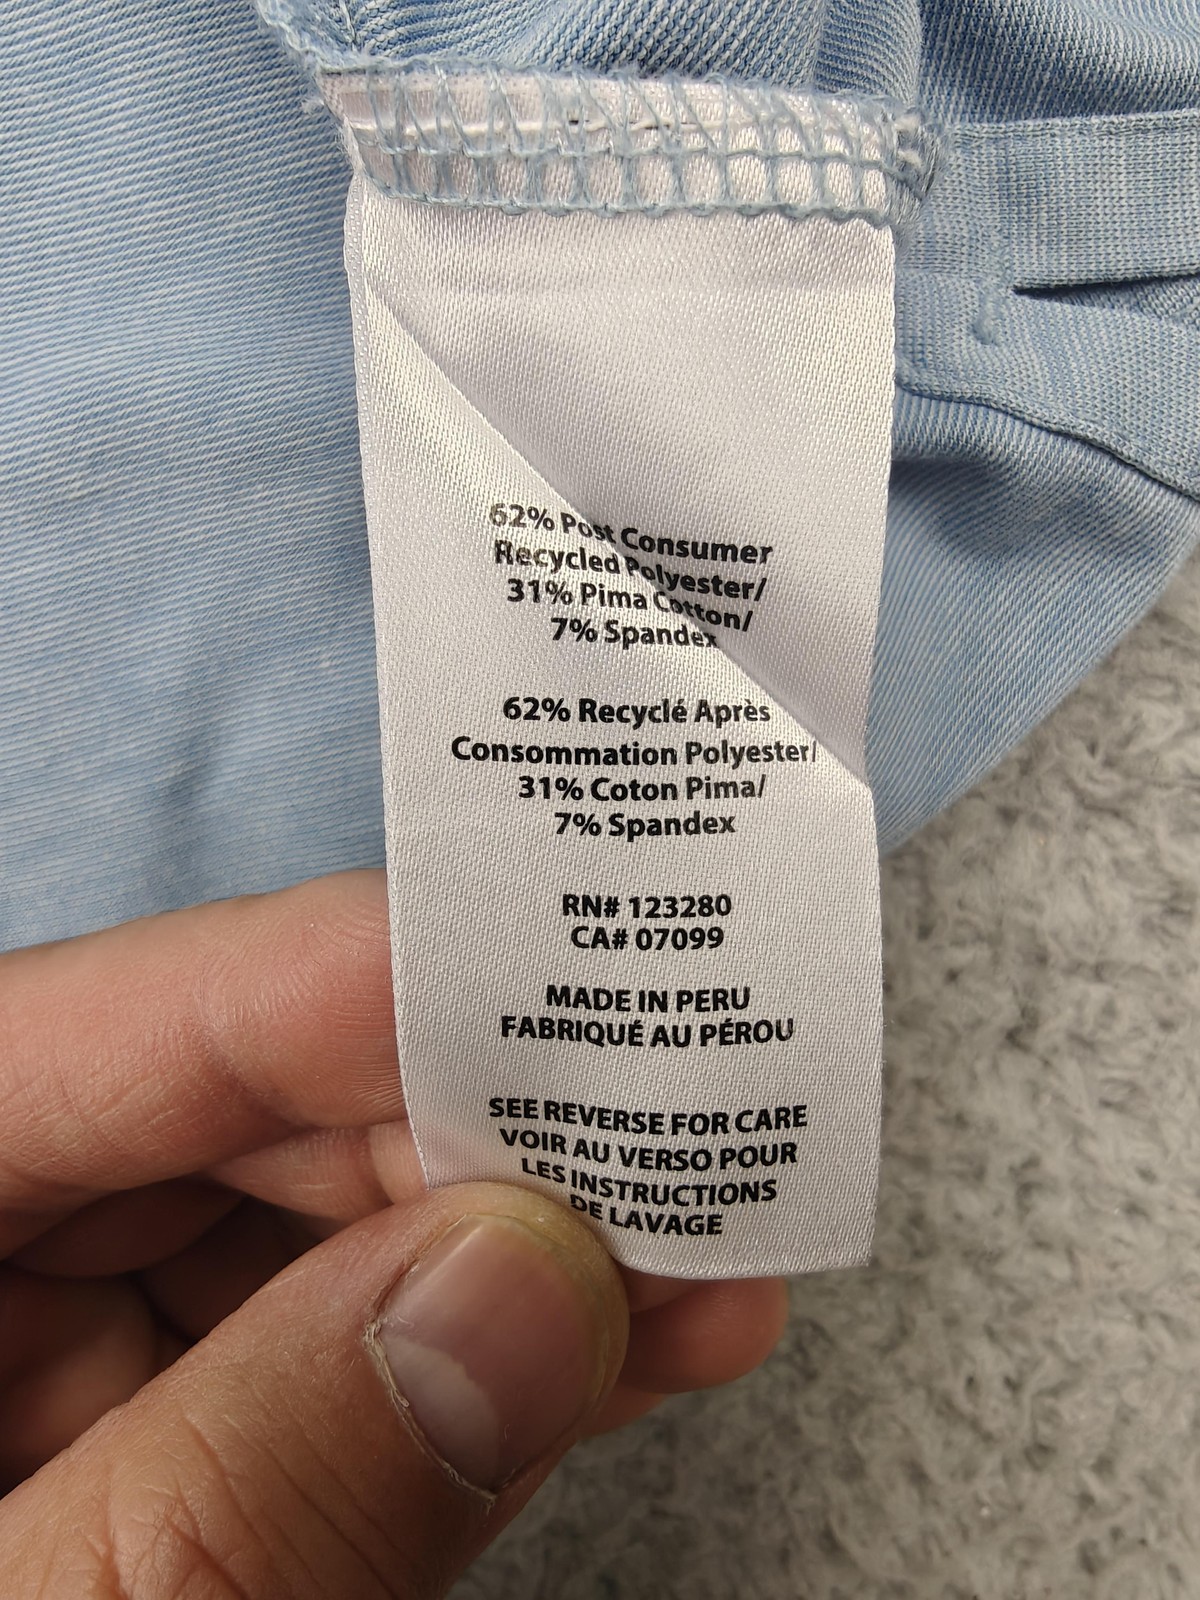 62% Post Consumer
Recycled Polyester/
31% Pima Cotton/
7% Spandex
62% Recyclé Après
Consommation Polyester/
31% Coton Pima/
7% Spandex
RN# 123280
CA# 07099
MADE IN PERU
FABRIQUÉ AU PÉROU
SEE REVERSE FOR CARE
VOIR AU VERSO POUR
LES INSTRUCTIONS
DE LAVAGE